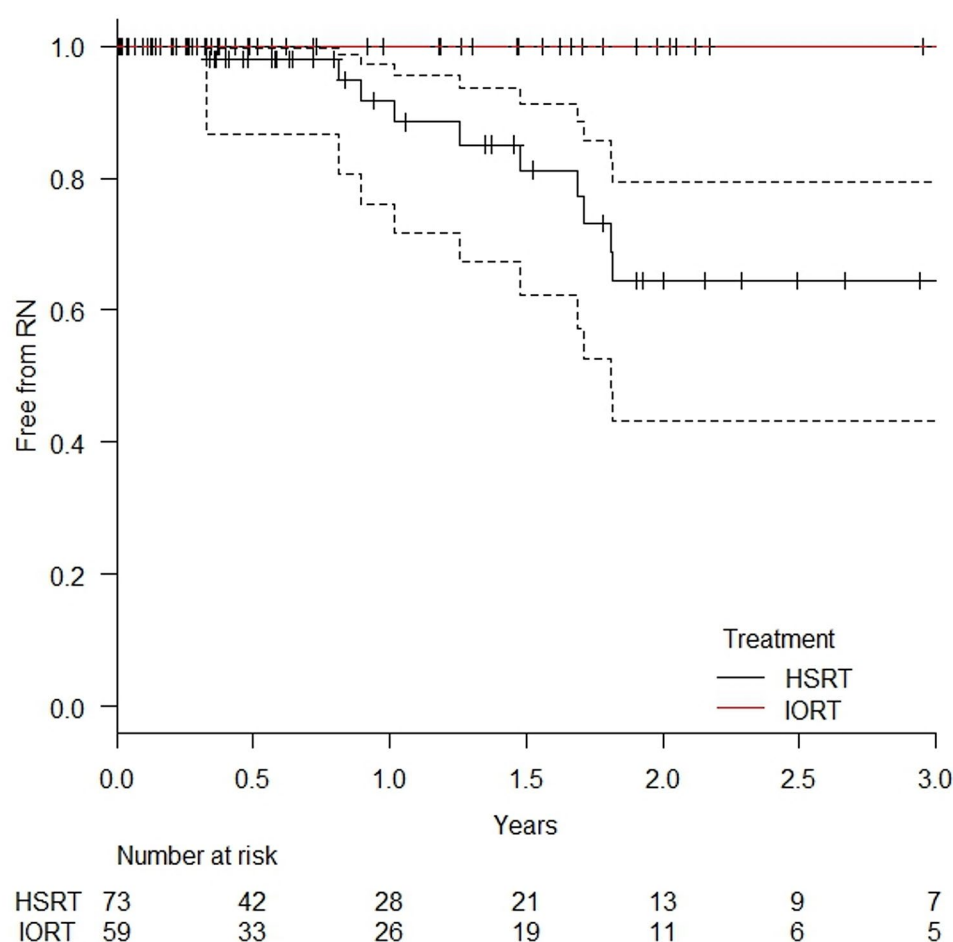 1.0
0.8
0.6
0.4
0.2
0.0
Free from RN
Treatment
HSRT
IORT
0.0 0.5 1.0 1.5 2.0 2.5 3.0
Years
Number at risk
HSRT 73 42 28 21 13 9 7
IORT 59 33 26 19 11 6 5